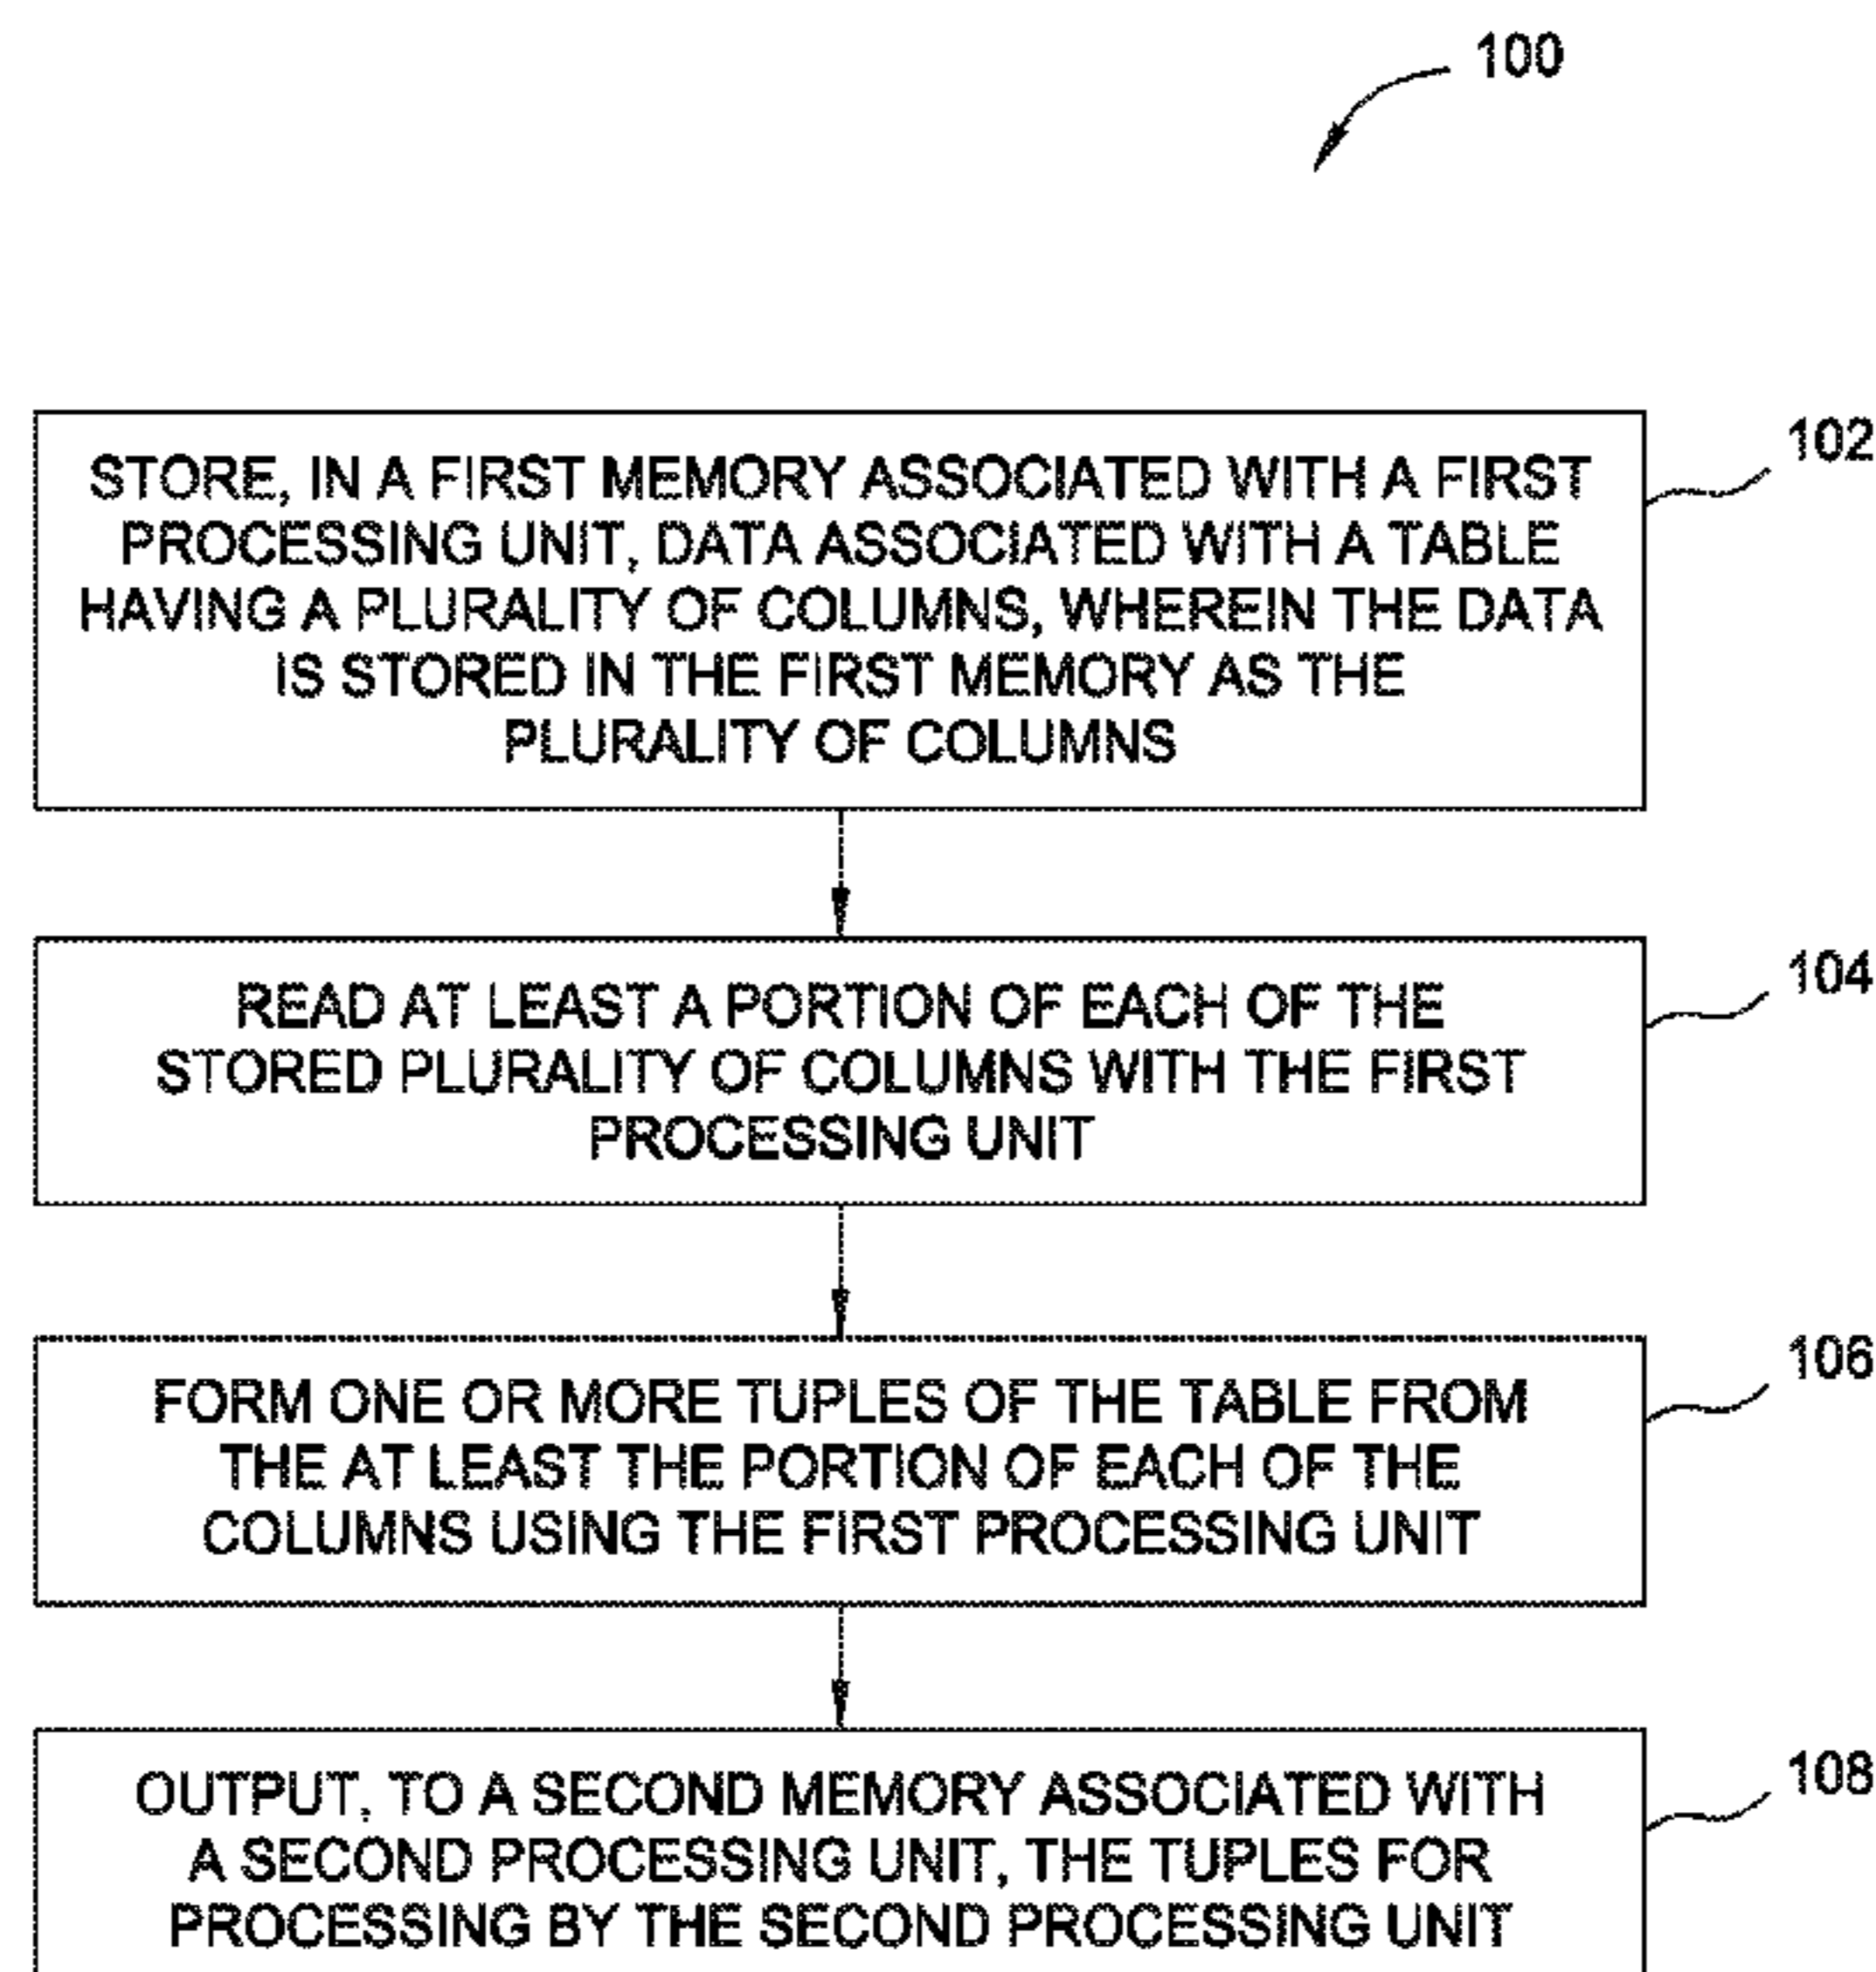 100
STORE, IN A FIRST MEMORY ASSOCIATED WITH A FIRST
PROCESSING UNIT, DATA ASSOCIATED WITH A TABLE
HAVING A PLURALITY OF COLUMNS, WHEREIN THE DATA
IS STORED IN THE FIRST MEMORY AS THE
PLURALITY OF COLUMNS
102
READ AT LEAST A PORTION OF EACH OF THE
STORED PLURALITY OF COLUMNS WITH THE FIRST
PROCESSING UNIT
104
FORM ONE OR MORE TUPLES OF THE TABLE FROM
THE AT LEAST THE PORTION OF EACH OF THE
COLUMNS USING THE FIRST PROCESSING UNIT
106
OUTPUT, TO A SECOND MEMORY ASSOCIATED WITH
A SECOND PROCESSING UNIT, THE TUPLES FOR
PROCESSING BY THE SECOND PROCESSING UNIT
108